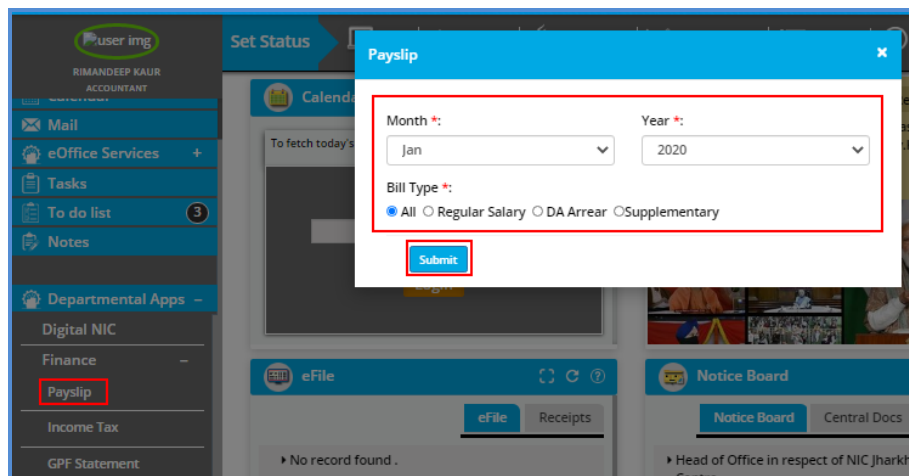 user img
RIMANDEEP KAUR
ACCOUNTANT
Calendar
Mail
eOffice Services +
Tasks
To do list 3
Notes
Departmental Apps –
Digital NIC
Finance –
Payslip
Income Tax
GPF Statement
Set Status
Calenda
To fetch today's
Login
Payslip ×
Month *: Year *:
Jan 2020
Bill Type *:
All Regular Salary DA Arrear Supplementary
Submit
eFile
eFile Receipts
No record found .
Notice Board
Notice Board Central Docs
Head of Office in respect of NIC Jharkh